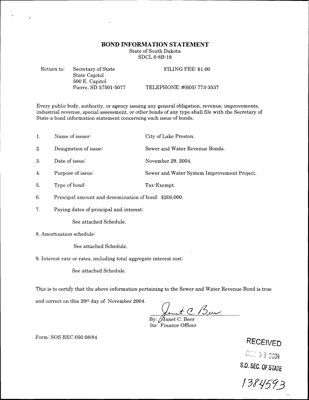 BOND INFORMATION STATEMENT
State of South Dakota
SDCL 6-8B-19
Return to: Secretary of State FILING FEE: $1.00
State Capitol
500 E. Capitol
Pierre, SD 57501-5077 TELEPHONE: #(605) 773-3537
Every public body, authority, or agency issuing any general obligation, revenue, improvements,
industrial revenue, special assessment, or other bonds of any type shall file with the Secretary of
State a bond information statement concerning each issue of bonds.
1. Name of issuer: City of Lake Preston.
2. Designation of issue: Sewer and Water Revenue Bonds.
3. Date of issue: November 29, 2004.
4. Purpose of issue: Sewer and Water System Improvement Project.
5. Type of bond: Tax-Exempt.
6. Principal amount and denomination of bond: $200,000.
7. Paying dates of principal and interest:
See attached Schedule.
8. Amortization schedule:
See attached Schedule.
9. Interest rate or rates, including total aggregate interest cost:
See attached Schedule.
This is to certify that the above information pertaining to the Sewer and Water Revenue Bond is true
and correct on this 29th day of November 2004.
Janet C. Beer
By: Janet C. Beer
Its: Finance Officer
Form: SOS REC 050 08/84
RECEIVED
2004
S.D. SEC. OF STATE
1384593